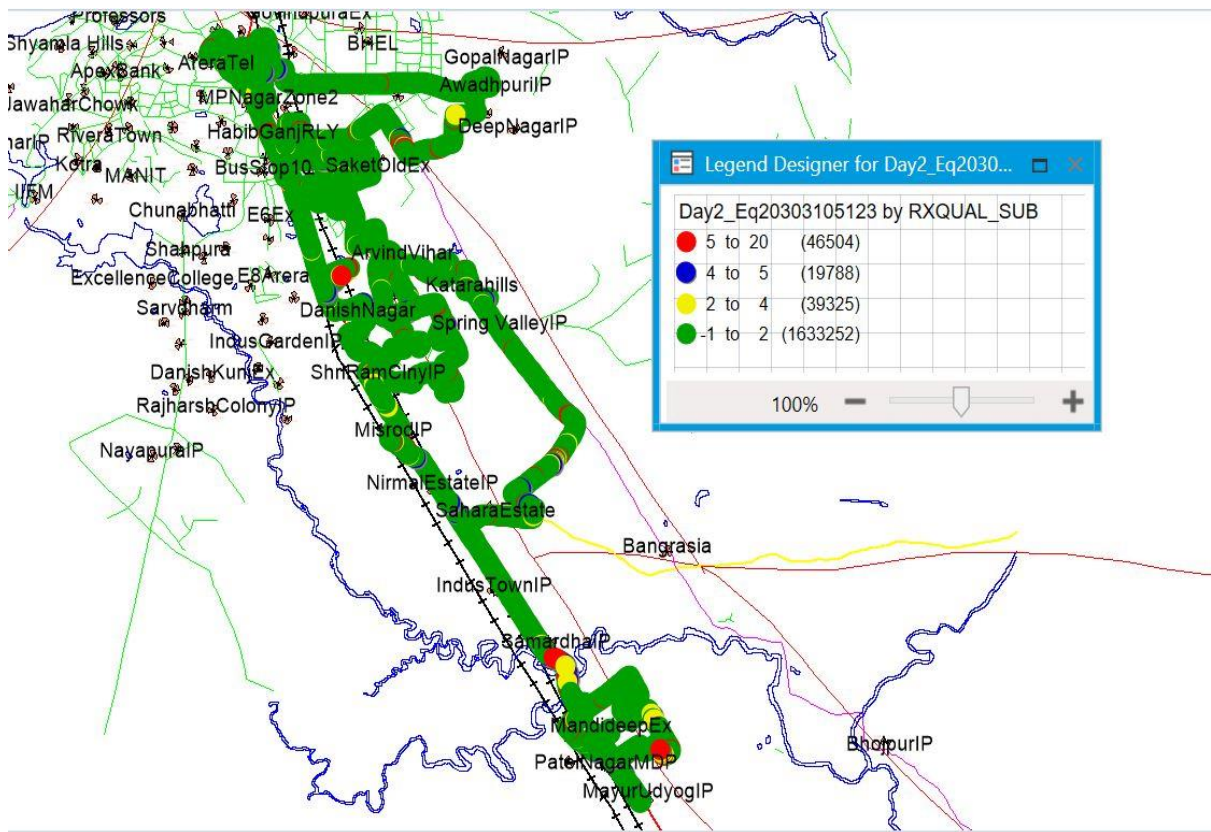 Professors
GovindpuraEx
Shyamla Hills
BHEL
GopalNagarIP
AreraTel
ApexBank
AwadhpuriIP
JawaharChowk
MPNagarZone2
DeepNagarIP
RiveraTown
HabibGanjRLY
Kotra
MANIT
BusStop10
SaketOldEx
IIFM
Chunabhatti
E6Ex
Shahpura
ArvindVihar
ExcellenceCollege
E8Arera
Katarahills
Sarvdharm
DanishNagar
Spring ValleyIP
IndusGardenIP
DanishKunjEx
ShriRamClnyIP
RajharshColonyIP
MisrodIP
NayapuraIP
NirmalEstateIP
SaharaEstate
Bangrasia
IndusTownIP
SamardhaIP
MandideepEx
BhojpurIP
PatelNagarMDP
MayurUdyogIP
Legend Designer for Day2_Eq2030...
Day2_Eq20303105123 by RXQUAL_SUB
5 to 20 (46504)
4 to 5 (19788)
2 to 4 (39325)
-1 to 2 (1633252)
100%